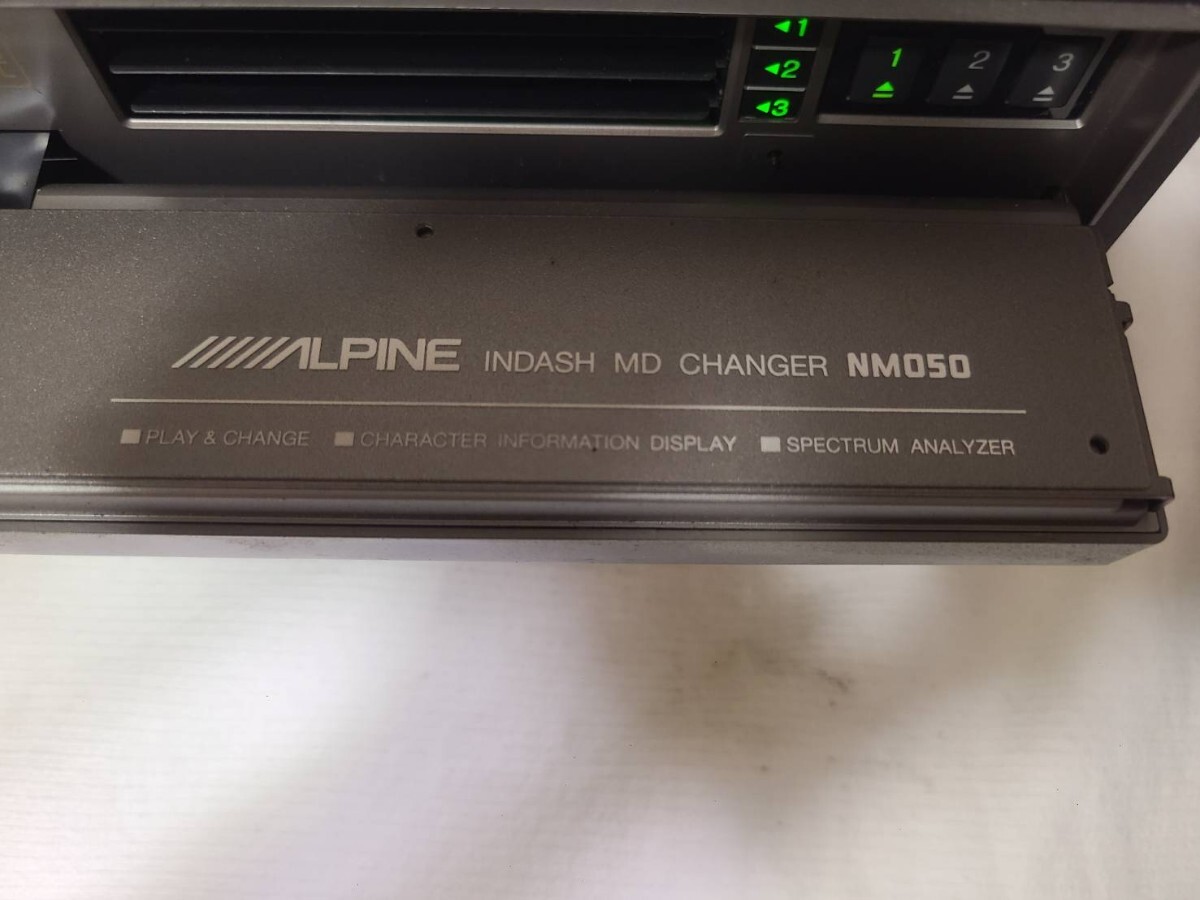 1
2
3
1 2 3
ALPINE INDASH MD CHANGER NM050
PLAY & CHANGE CHARACTER INFORMATION DISPLAY SPECTRUM ANALYZER